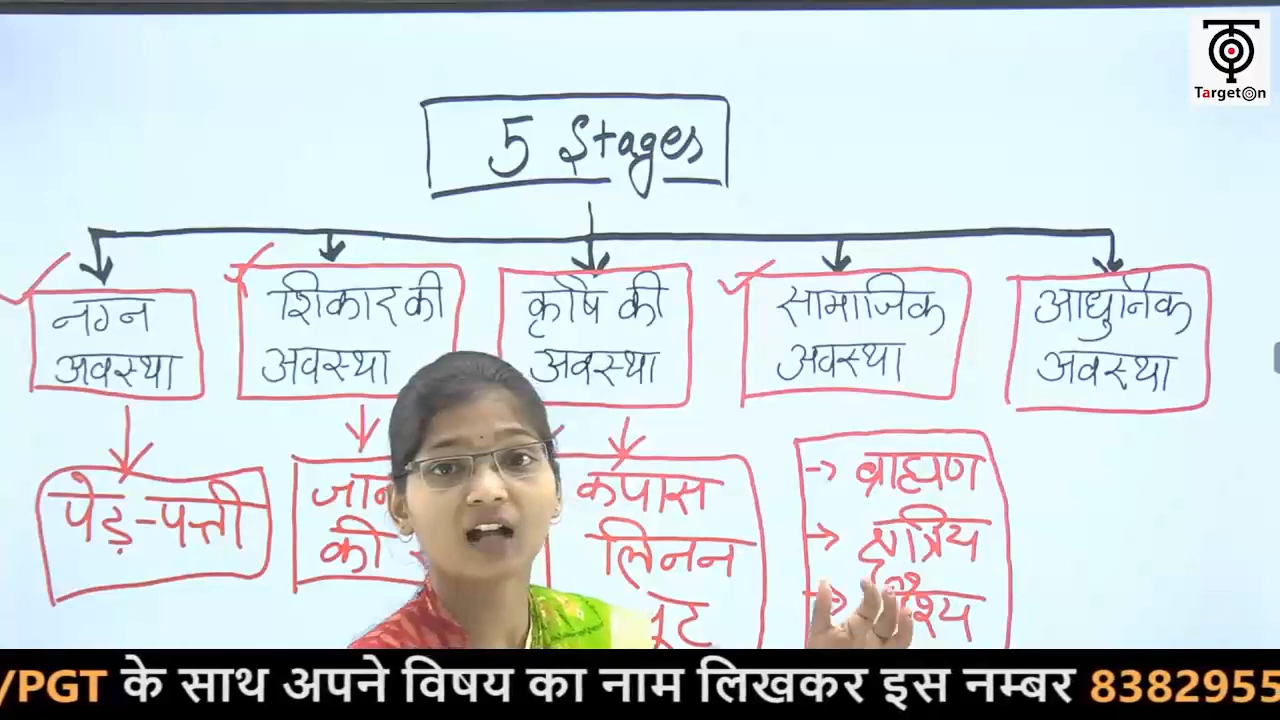 TargetOn
5 Stages
नग्न
अवस्था
शिकार की
अवस्था
कृषि की
अवस्था
सामाजिक
अवस्था
आधुनिक
अवस्था
पेड़-पत्ती
की
कपास
लिनन
→ ब्राह्मण
→ क्षत्रिय
/PGT के साथ अपने विषय का नाम लिखकर इस नम्बर 8382955